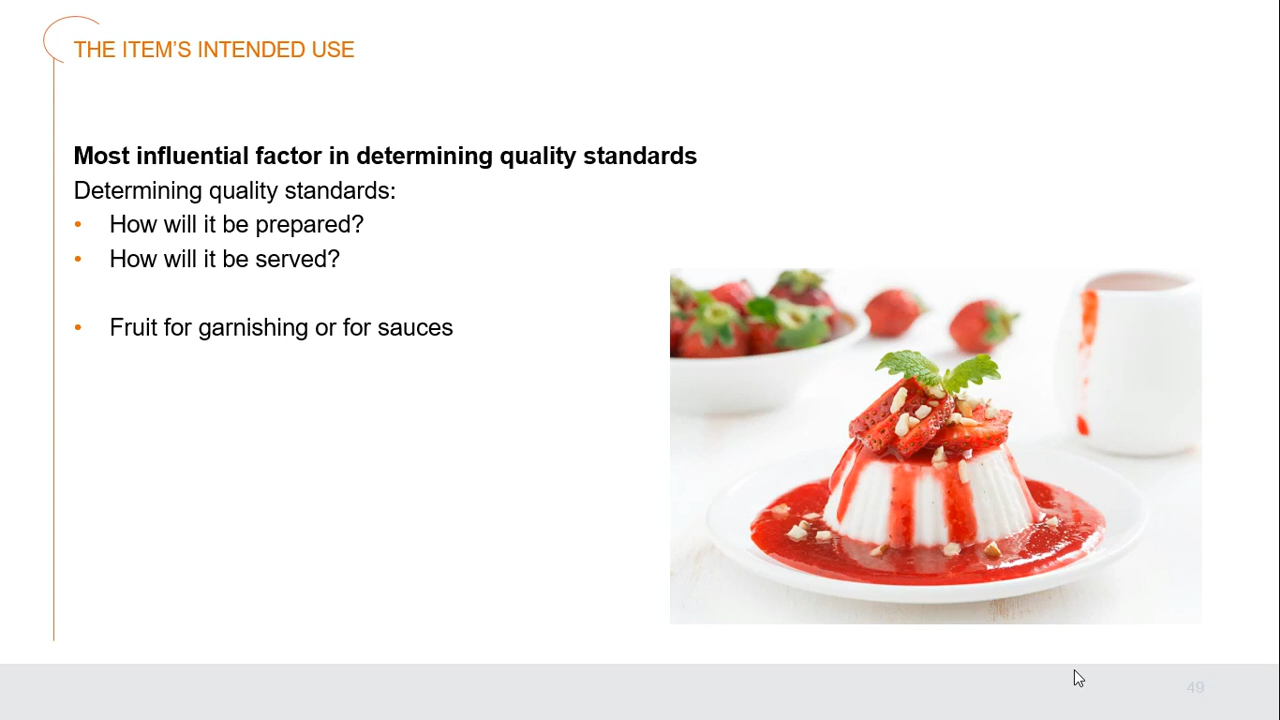 THE ITEM'S INTENDED USE
Most influential factor in determining quality standards
Determining quality standards:
• How will it be prepared?
• How will it be served?
• Fruit for garnishing or for sauces
49